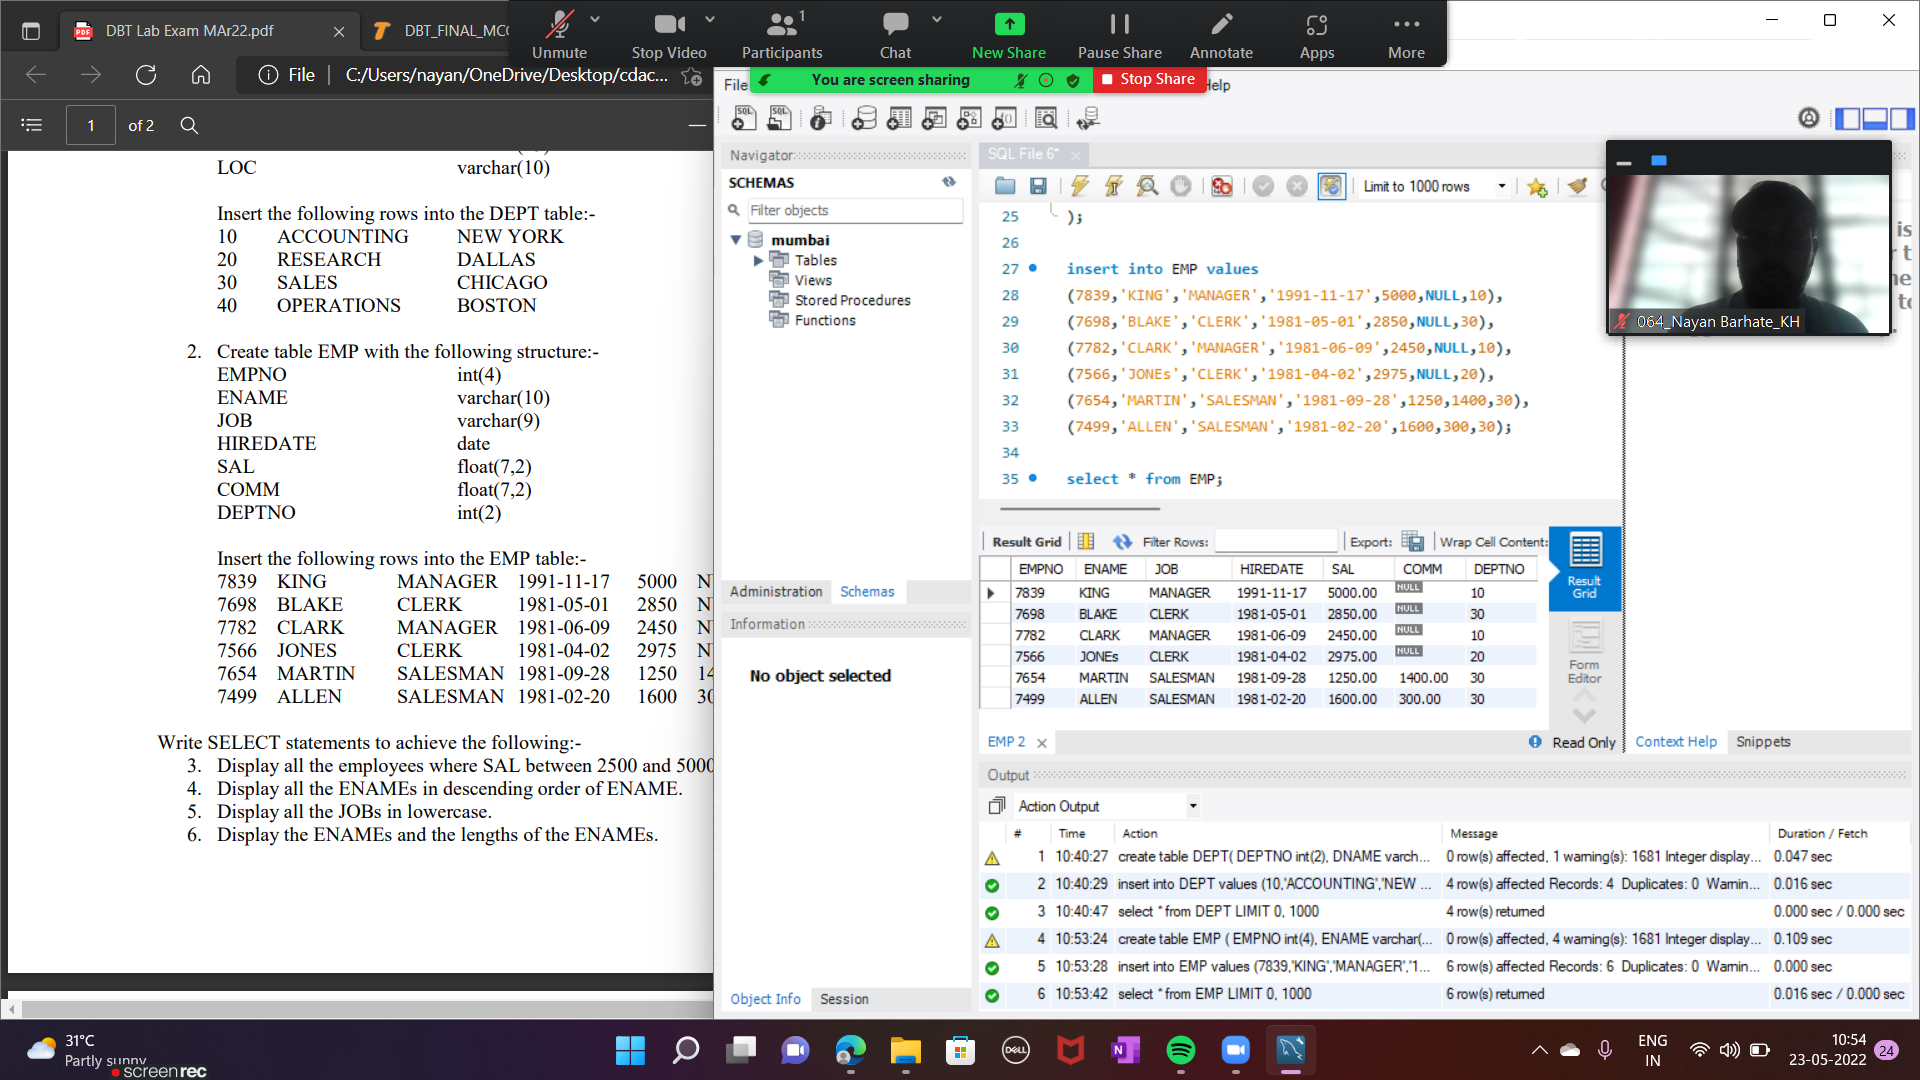 DBT Lab Exam MAr22.pdf
DBT_FINAL_MC
Unmute
Stop Video
Participants
1
Chat
New Share
Pause Share
Annotate
Apps
More
File
C:/Users/nayan/OneDrive/Desktop/cdac...
You are screen sharing
Stop Share
File
Help
1
of 2
LOC varchar(10)
Insert the following rows into the DEPT table:-
10 ACCOUNTING NEW YORK
20 RESEARCH DALLAS
30 SALES CHICAGO
40 OPERATIONS BOSTON
2. Create table EMP with the following structure:-
EMPNO int(4)
ENAME varchar(10)
JOB varchar(9)
HIREDATE date
SAL float(7,2)
COMM float(7,2)
DEPTNO int(2)
Insert the following rows into the EMP table:-
7839 KING MANAGER 1991-11-17 5000
7698 BLAKE CLERK 1981-05-01 2850
7782 CLARK MANAGER 1981-06-09 2450
7566 JONES CLERK 1981-04-02 2975
7654 MARTIN SALESMAN 1981-09-28 1250
7499 ALLEN SALESMAN 1981-02-20 1600
Write SELECT statements to achieve the following:-
3. Display all the employees where SAL between 2500 and 5000
4. Display all the ENAMEs in descending order of ENAME.
5. Display all the JOBs in lowercase.
6. Display the ENAMEs and the lengths of the ENAMEs.
Navigator
SCHEMAS
Filter objects
mumbai
Tables
Views
Stored Procedures
Functions
Administration Schemas
Information
No object selected
Object Info Session
SQL File 6*
Limit to 1000 rows
25 );
26
27 insert into EMP values
28 (7839,'KING','MANAGER','1991-11-17',5000,NULL,10),
29 (7698,'BLAKE','CLERK','1981-05-01',2850,NULL,30),
30 (7782,'CLARK','MANAGER','1981-06-09',2450,NULL,10),
31 (7566,'JONEs','CLERK','1981-04-02',2975,NULL,20),
32 (7654,'MARTIN','SALESMAN','1981-09-28',1250,1400,30),
33 (7499,'ALLEN','SALESMAN','1981-02-20',1600,300,30);
34
35 select * from EMP;
064_Nayan Barhate_KH
Result Grid Filter Rows: Export: Wrap Cell Content:
EMPNO ENAME JOB HIREDATE SAL COMM DEPTNO
7839 KING MANAGER 1991-11-17 5000.00 NULL 10
7698 BLAKE CLERK 1981-05-01 2850.00 NULL 30
7782 CLARK MANAGER 1981-06-09 2450.00 NULL 10
7566 JONEs CLERK 1981-04-02 2975.00 NULL 20
7654 MARTIN SALESMAN 1981-09-28 1250.00 1400.00 30
7499 ALLEN SALESMAN 1981-02-20 1600.00 300.00 30
Result
Grid
Form
Editor
EMP 2
Read Only
Context Help Snippets
Output
Action Output
# Time Action Message Duration / Fetch
1 10:40:27 create table DEPT( DEPTNO int(2), DNAME varch... 0 row(s) affected, 1 warning(s): 1681 Integer display... 0.047 sec
2 10:40:29 insert into DEPT values (10,'ACCOUNTING','NEW ... 4 row(s) affected Records: 4 Duplicates: 0 Warnin... 0.016 sec
3 10:40:47 select * from DEPT LIMIT 0, 1000 4 row(s) returned 0.000 sec / 0.000 sec
4 10:53:24 create table EMP ( EMPNO int(4), ENAME varchar(... 0 row(s) affected, 4 warning(s): 1681 Integer display... 0.109 sec
5 10:53:28 insert into EMP values (7839,'KING','MANAGER','1... 6 row(s) affected Records: 6 Duplicates: 0 Warnin... 0.000 sec
6 10:53:42 select * from EMP LIMIT 0, 1000 6 row(s) returned 0.016 sec / 0.000 sec
31°C
Partly sunny
screenrec
DELL
ENG
IN
10:54
23-05-2022
24